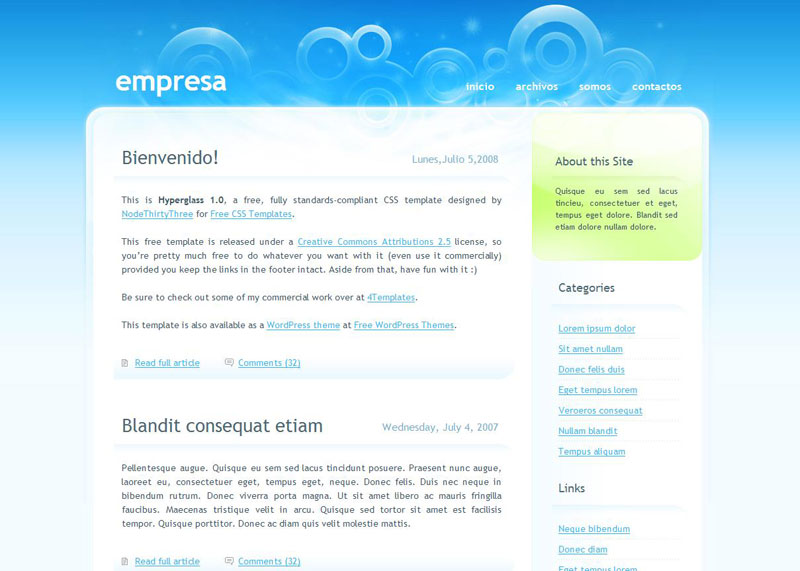 empresa
inicio archivos somos contactos
Bienvenido!
Lunes,Julio 5,2008
This is Hyperglass 1.0, a free, fully standards-compliant CSS template designed by
NodeThirtyThree for Free CSS Templates.
This free template is released under a Creative Commons Attributions 2.5 license, so
you're pretty much free to do whatever you want with it (even use it commercially)
provided you keep the links in the footer intact. Aside from that, have fun with it :)
Be sure to check out some of my commercial work over at 4Templates.
This template is also available as a WordPress theme at Free WordPress Themes.
Read full article Comments (32)
Blandit consequat etiam
Wednesday, July 4, 2007
Pellentesque augue. Quisque eu sem sed lacus tincidunt posuere. Praesent nunc augue,
laoreet eu, consectetuer eget, tempus eget, neque. Donec felis. Duis nec neque in
bibendum rutrum. Donec viverra porta magna. Ut sit amet libero ac mauris fringilla
faucibus. Maecenas tristique velit in arcu. Quisque sed tortor sit amet est facilisis
tempor. Quisque porttitor. Donec ac diam quis velit molestie mattis.
Read full article Comments (32)
About this Site
Quisque eu sem sed lacus
tincieu, consectetuer et eget,
tempus eget dolore. Blandit sed
etiam dolore nullam dolore.
Categories
Lorem ipsum dolor
Sit amet nullam
Donec felis duis
Eget tempus lorem
Veroeros consequat
Nullam blandit
Tempus aliquam
Links
Neque bibendum
Donec diam
Eget tempus lorem